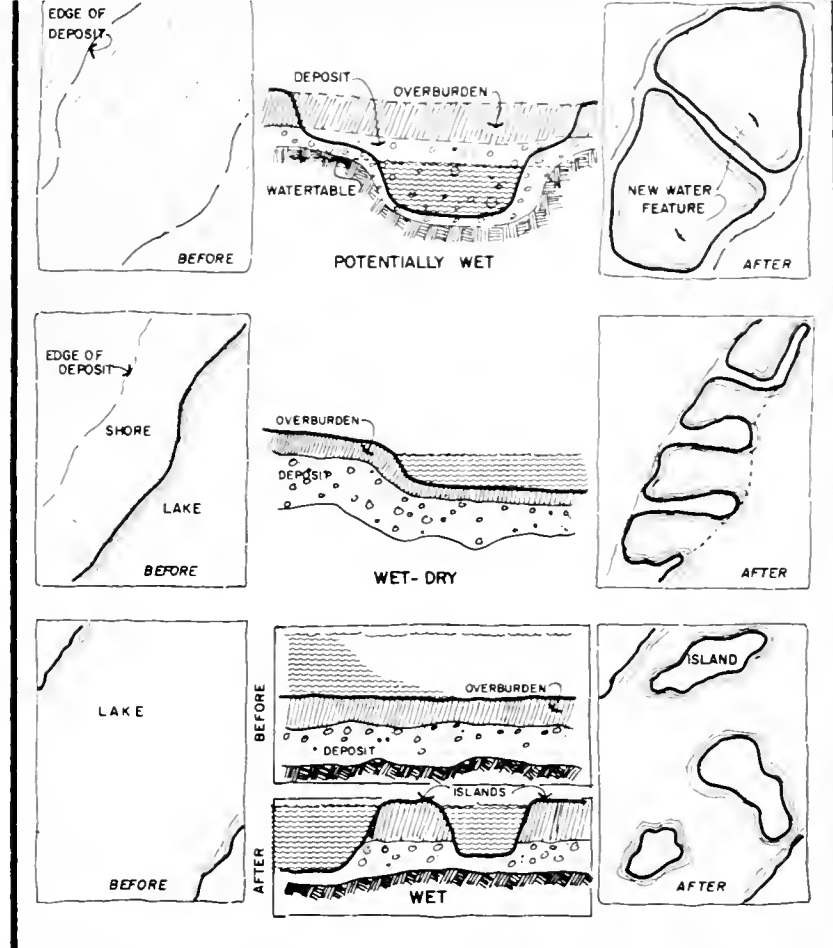 EDGE OF
DEPOSIT
BEFORE
DEPOSIT
OVERBURDEN
WATERTABLE
POTENTIALLY WET
NEW WATER
FEATURE
AFTER
EDGE OF
DEPOSIT
SHORE
LAKE
BEFORE
OVERBURDEN
DEPOSIT
WET-DRY
AFTER
LAKE
BEFORE
BEFORE
OVERBURDEN
DEPOSIT
AFTER
ISLANDS
WET
ISLAND
AFTER